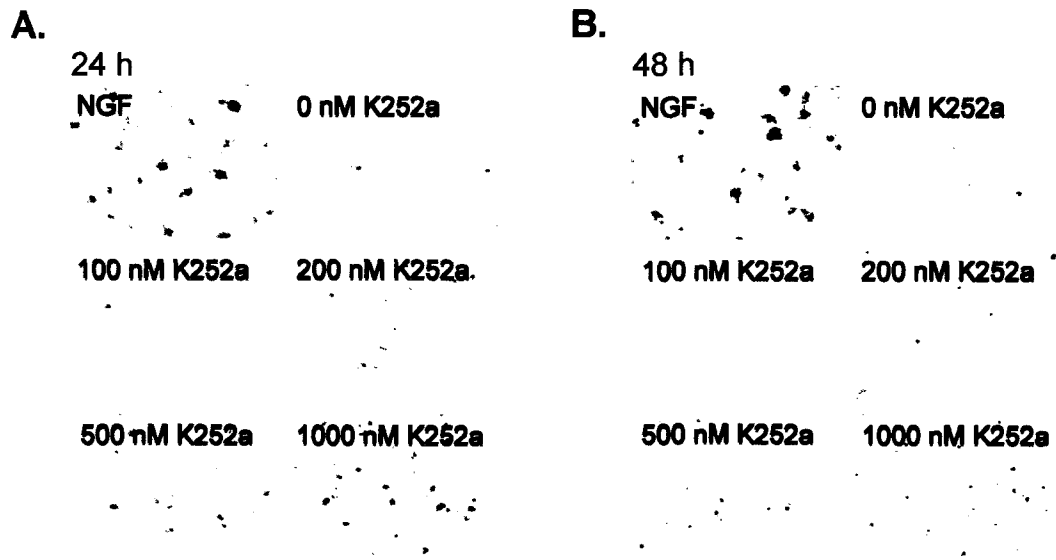 A.
24 h
NGF 0 nM K252a
100 nM K252a 200 nM K252a
500 nM K252a 1000 nM K252a
B.
48 h
NGF 0 nM K252a
100 nM K252a 200 nM K252a
500 nM K252a 1000 nM K252a